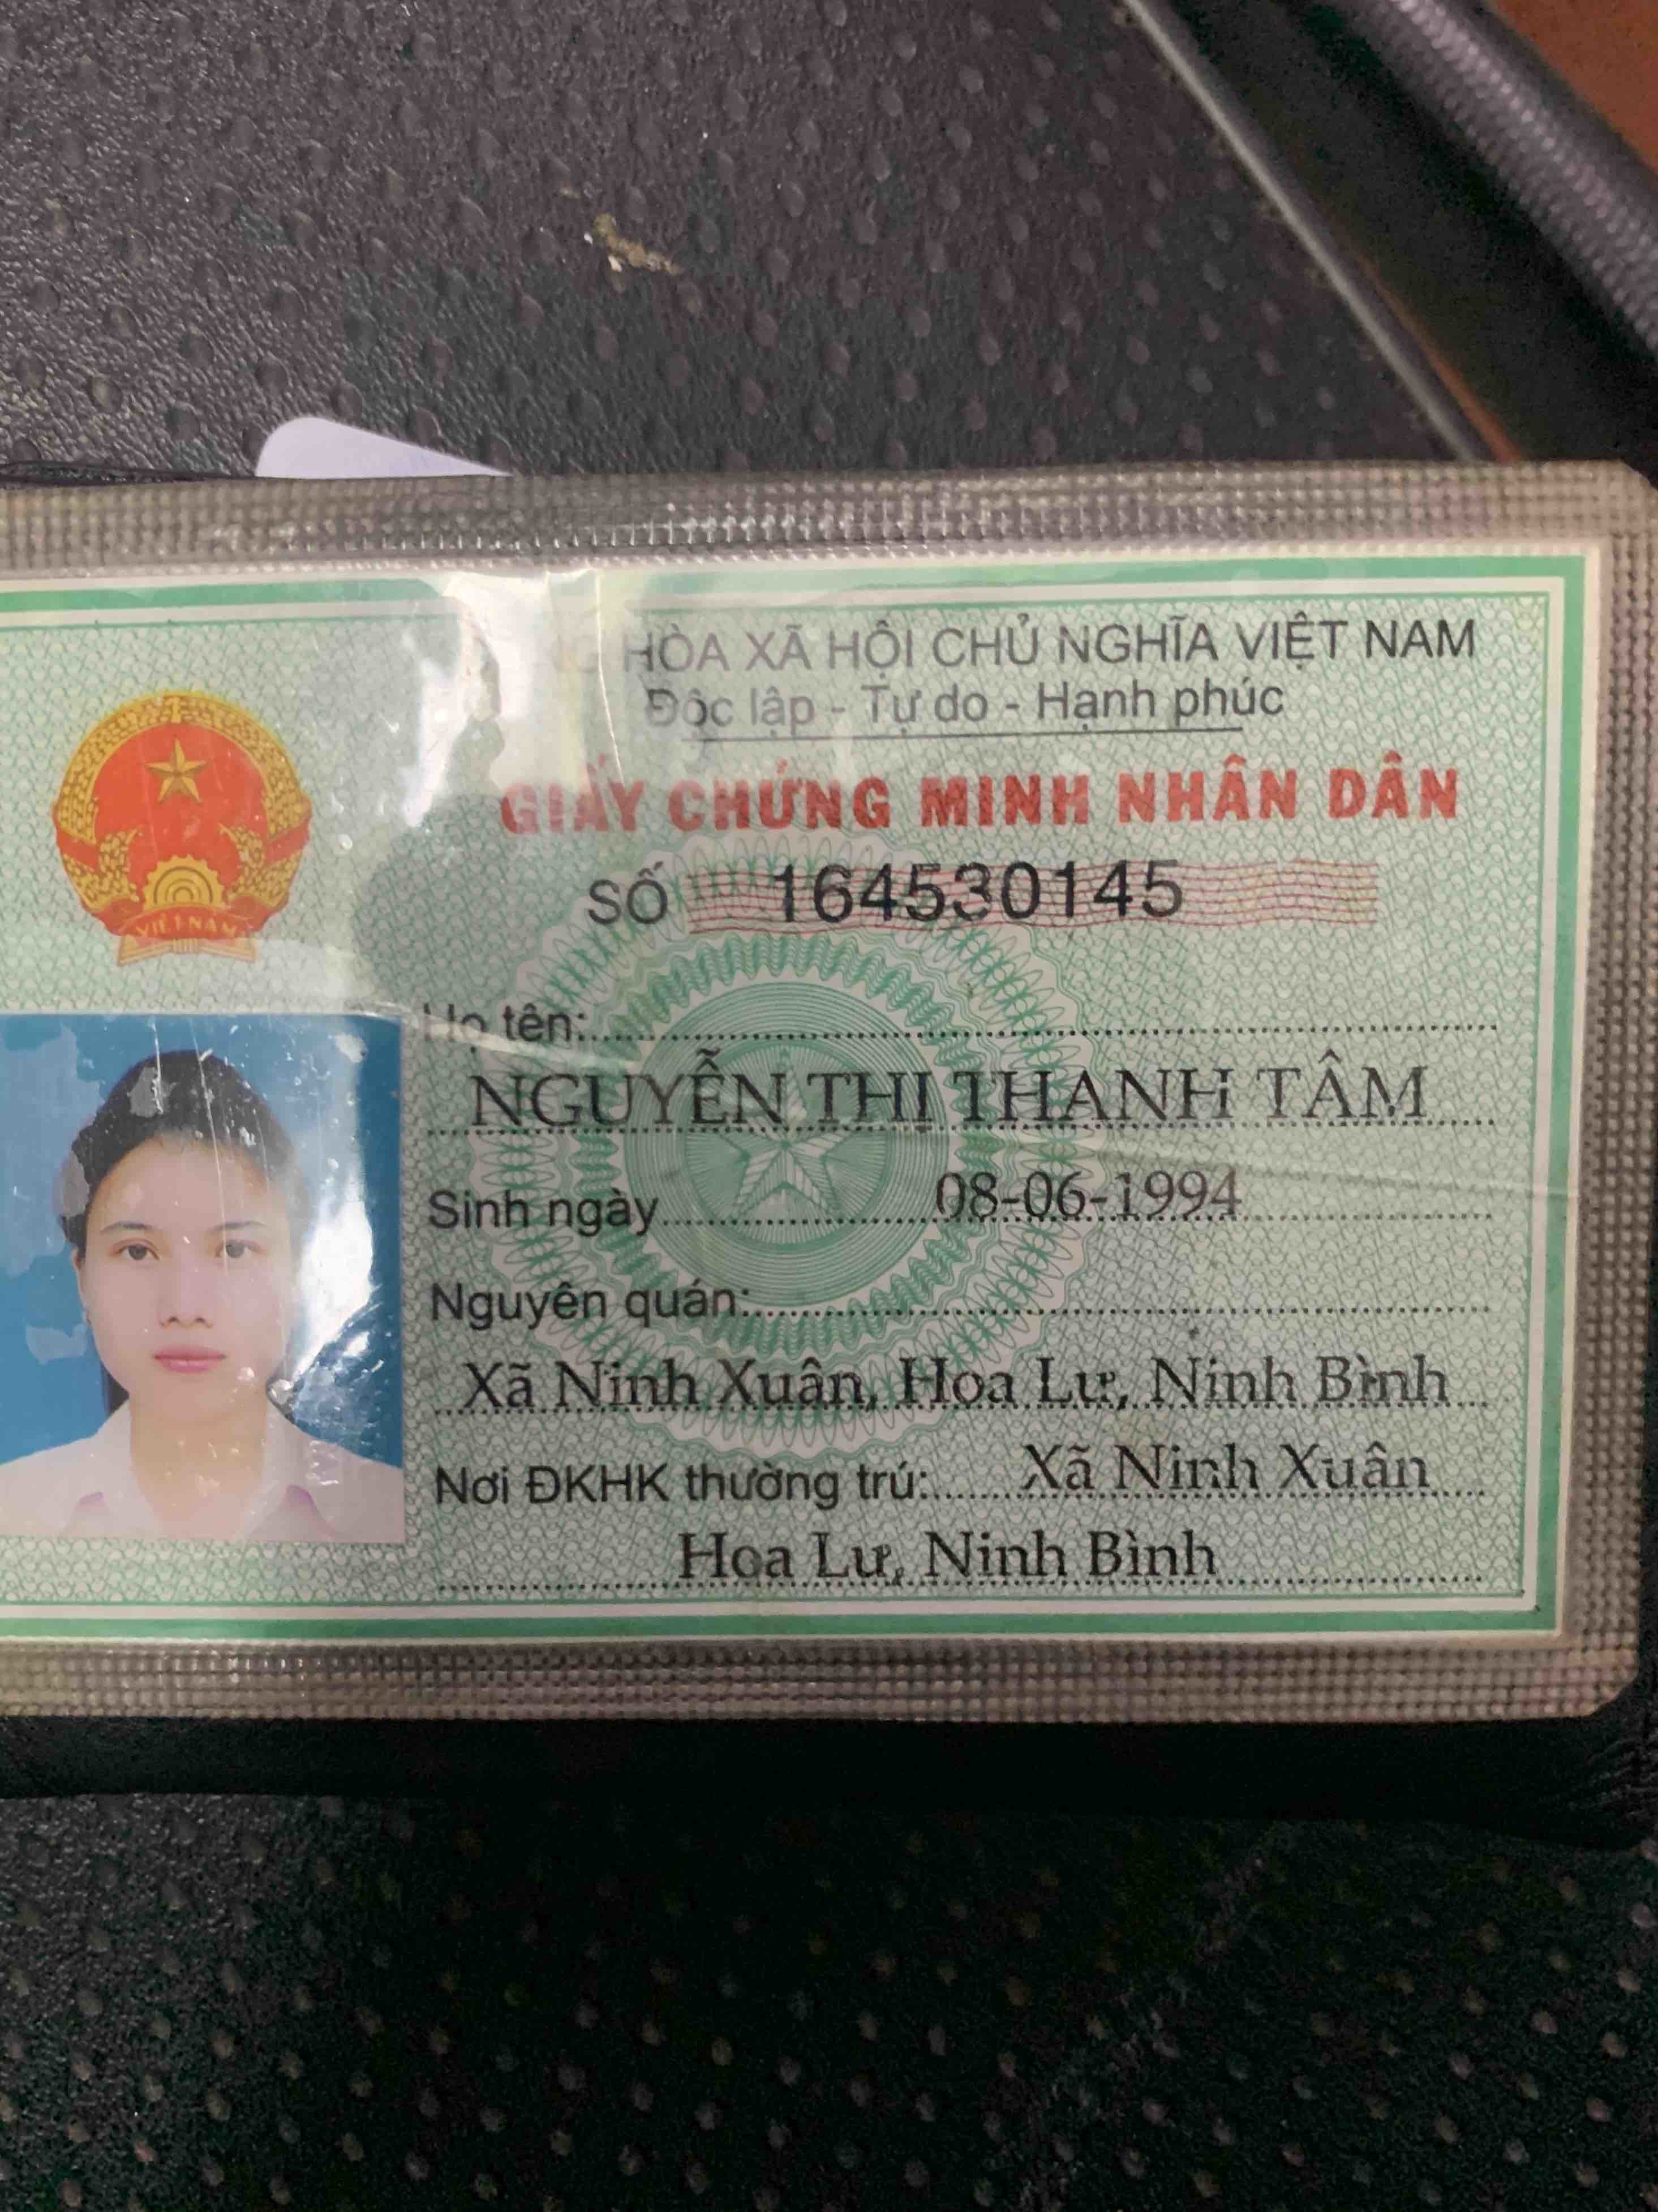 HÒA XÃ HỘI CHỦ NGHĨA VIỆT NAM
Độc lập - Tự do - Hạnh phúc
GIẤY CHỨNG MINH NHÂN DÂN
SỐ 164530145
VIỆT NAM
Họ tên:
NGUYỄN THỊ THANH TÂM
Sinh ngày 08-06-1994
Nguyên quán:
Xã Ninh Xuân, Hoa Lư, Ninh Bình
Nơi ĐKHK thường trú: Xã Ninh Xuân
Hoa Lư, Ninh Bình